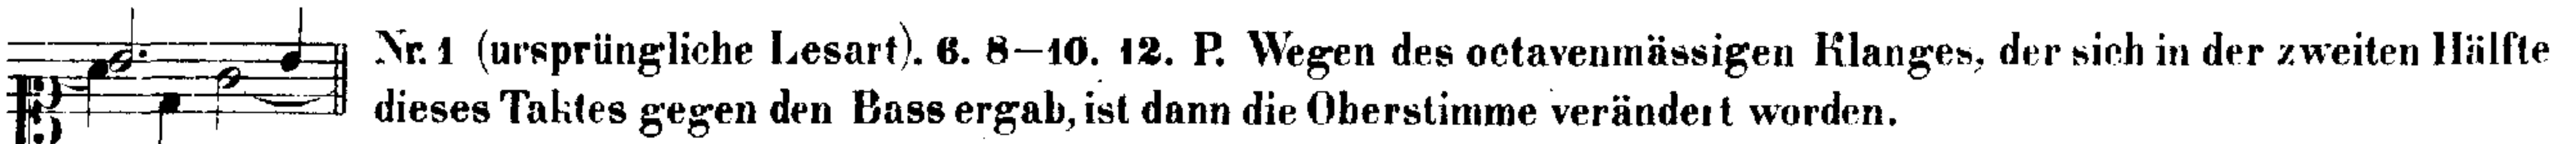 Nr. 1 (ursprüngliche Lesart). 6. 8–10. 12. P. Wegen des octavenmässigen Klanges, der sich in der zweiten Hälfte
dieses Taktes gegen den Bass ergab, ist dann die Oberstimme verändert worden.